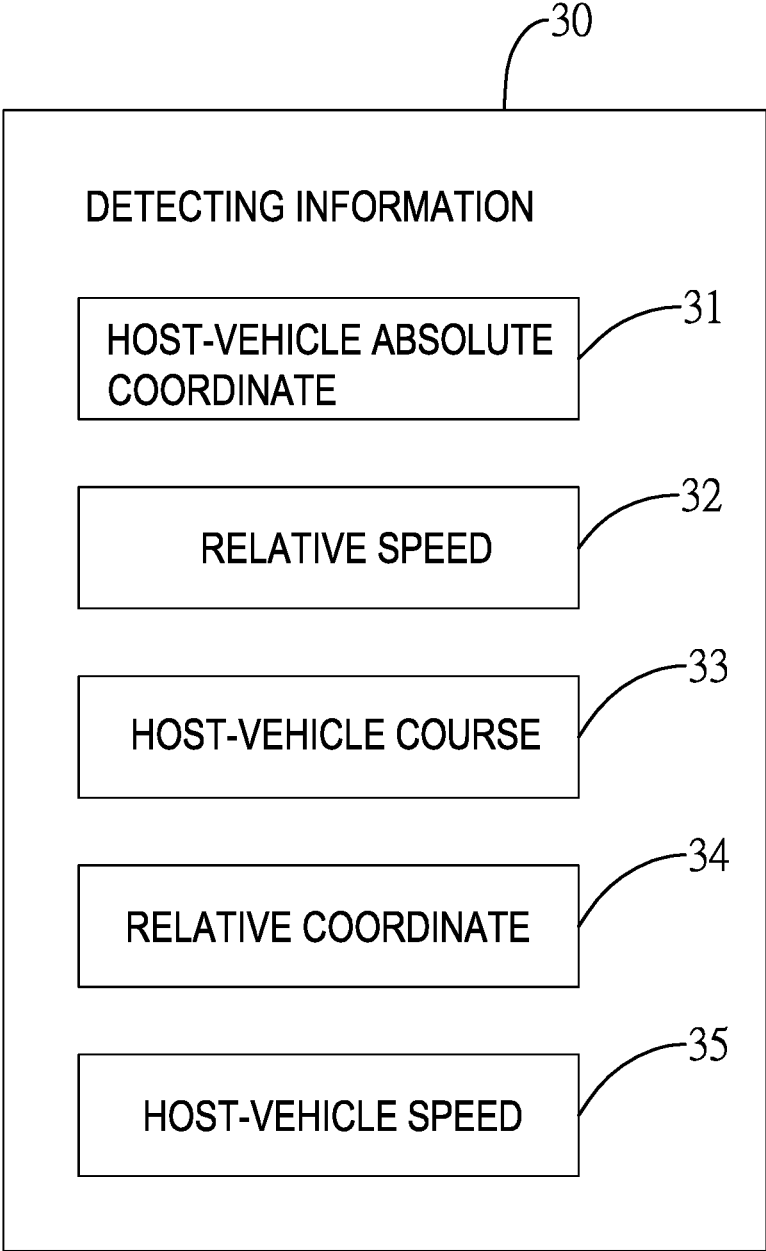 30
DETECTING INFORMATION
31
HOST-VEHICLE ABSOLUTE
COORDINATE
32
RELATIVE SPEED
33
HOST-VEHICLE COURSE
34
RELATIVE COORDINATE
35
HOST-VEHICLE SPEED